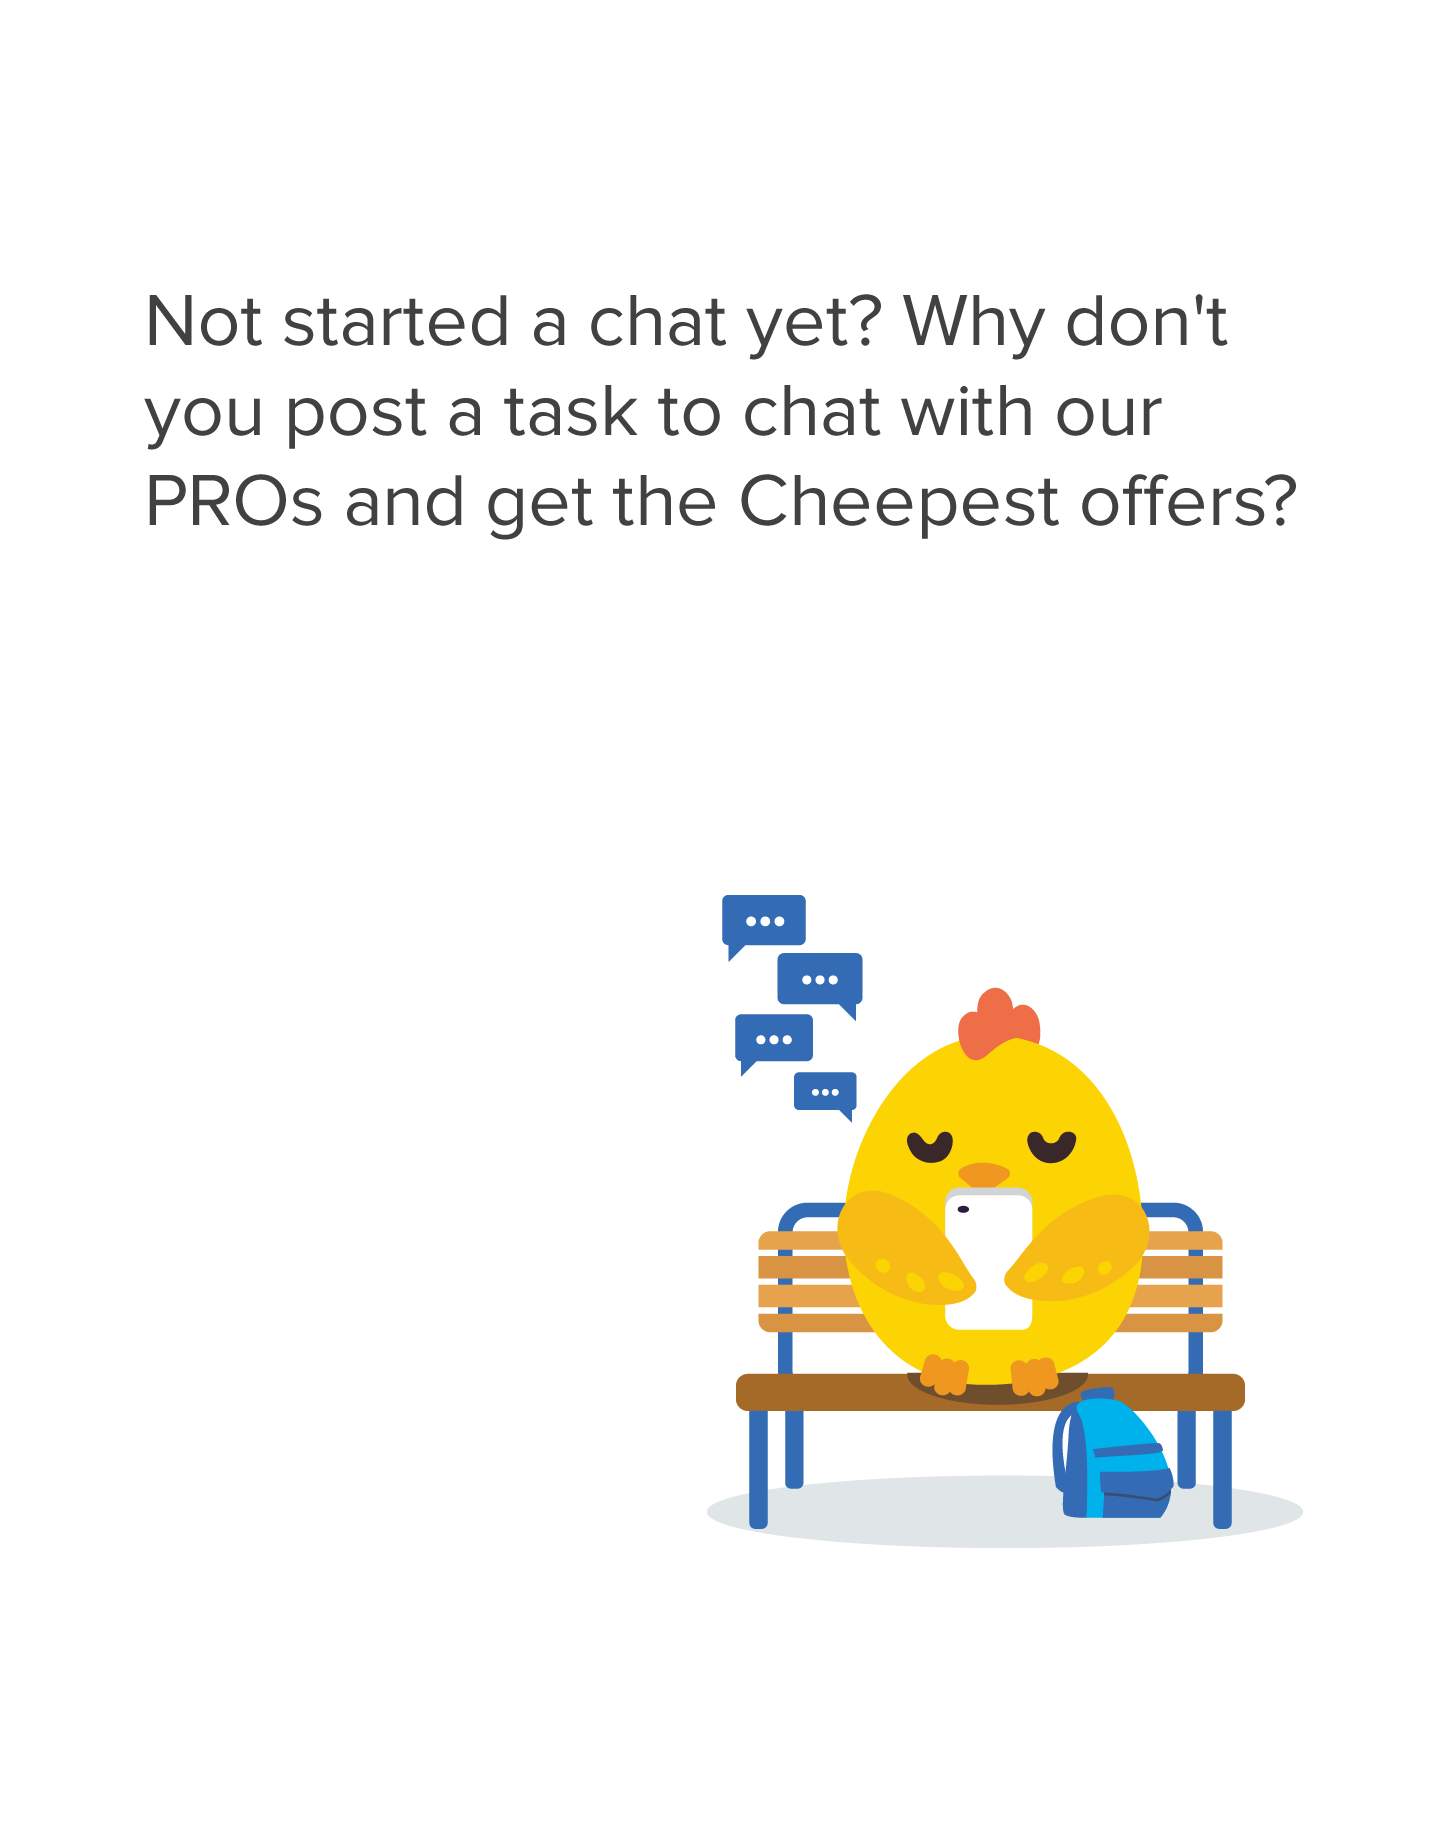 Not started a chat yet? Why don't
you post a task to chat with our
PROs and get the Cheepest offers?